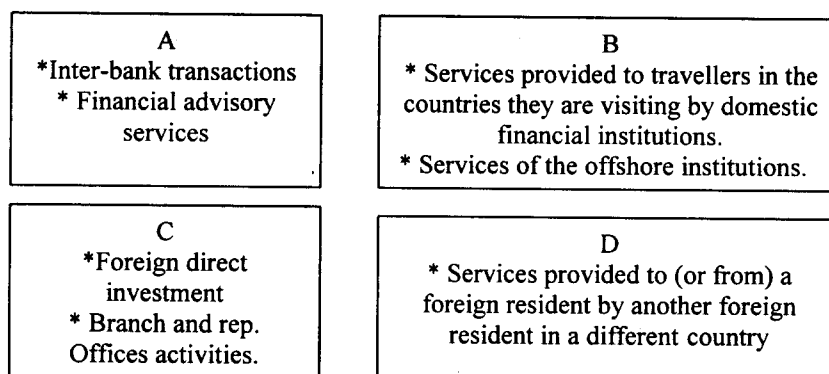 A
*Inter-bank transactions
* Financial advisory
services
B
* Services provided to travellers in the
countries they are visiting by domestic
financial institutions.
* Services of the offshore institutions.
C
*Foreign direct
investment
* Branch and rep.
Offices activities.
D
* Services provided to (or from) a
foreign resident by another foreign
resident in a different country